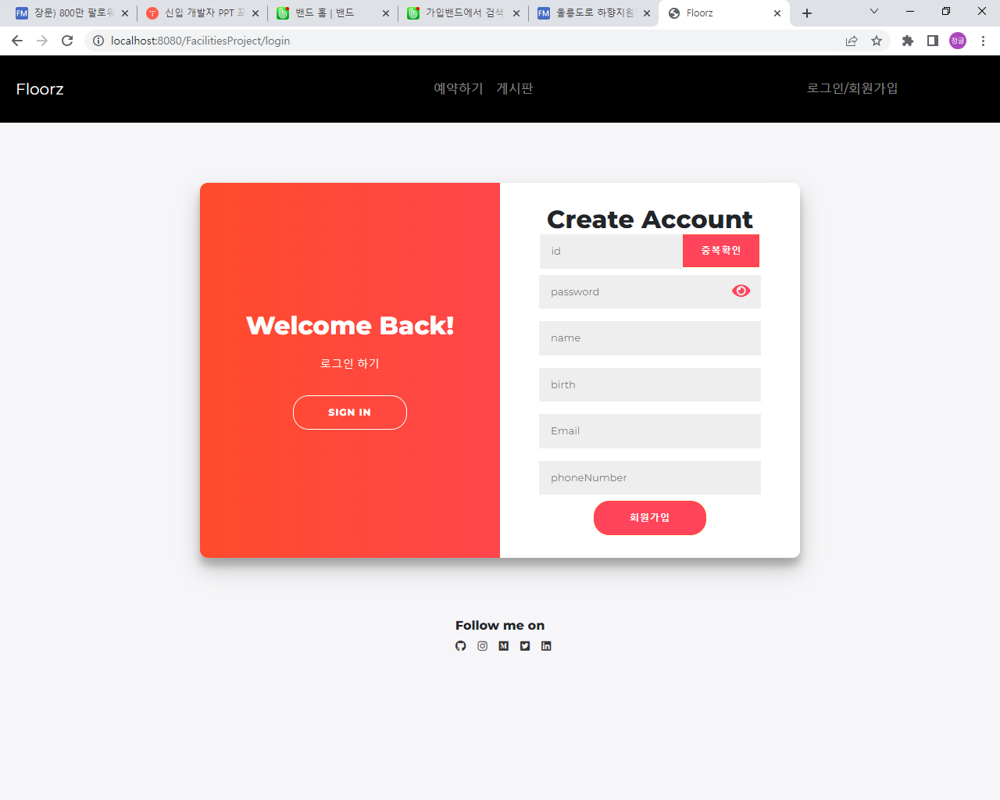 FM 장문) 800만 팔로워
신입 개발자 PPT 포
밴드 홈 | 밴드
가입밴드에서 검색
FM 울릉도로 하향지원
Floorz
localhost:8080/FacilitiesProject/login
정글
Floorz
예약하기 게시판
로그인/회원가입
Welcome Back!
로그인 하기
SIGN IN
Create Account
id
중복확인
password
name
birth
Email
phoneNumber
회원가입
Follow me on